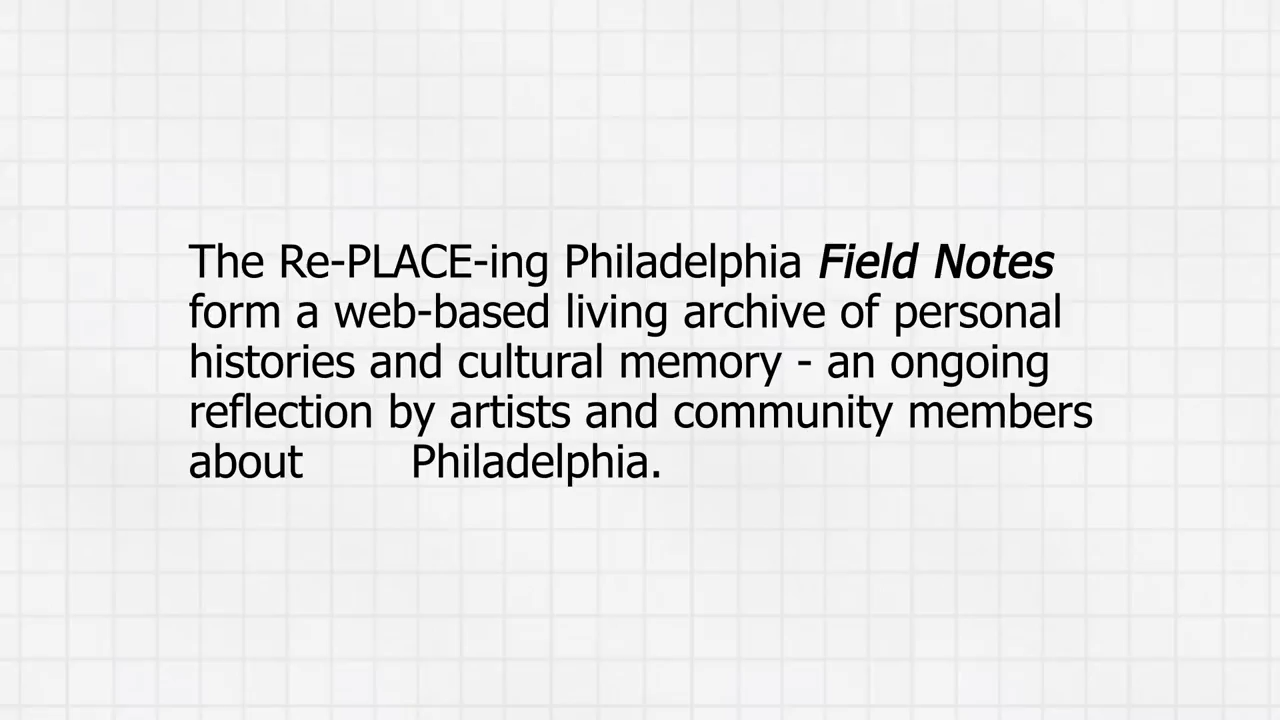 The Re-PLACE-ing Philadelphia Field Notes
form a web-based living archive of personal
histories and cultural memory - an ongoing
reflection by artists and community members
about Philadelphia.